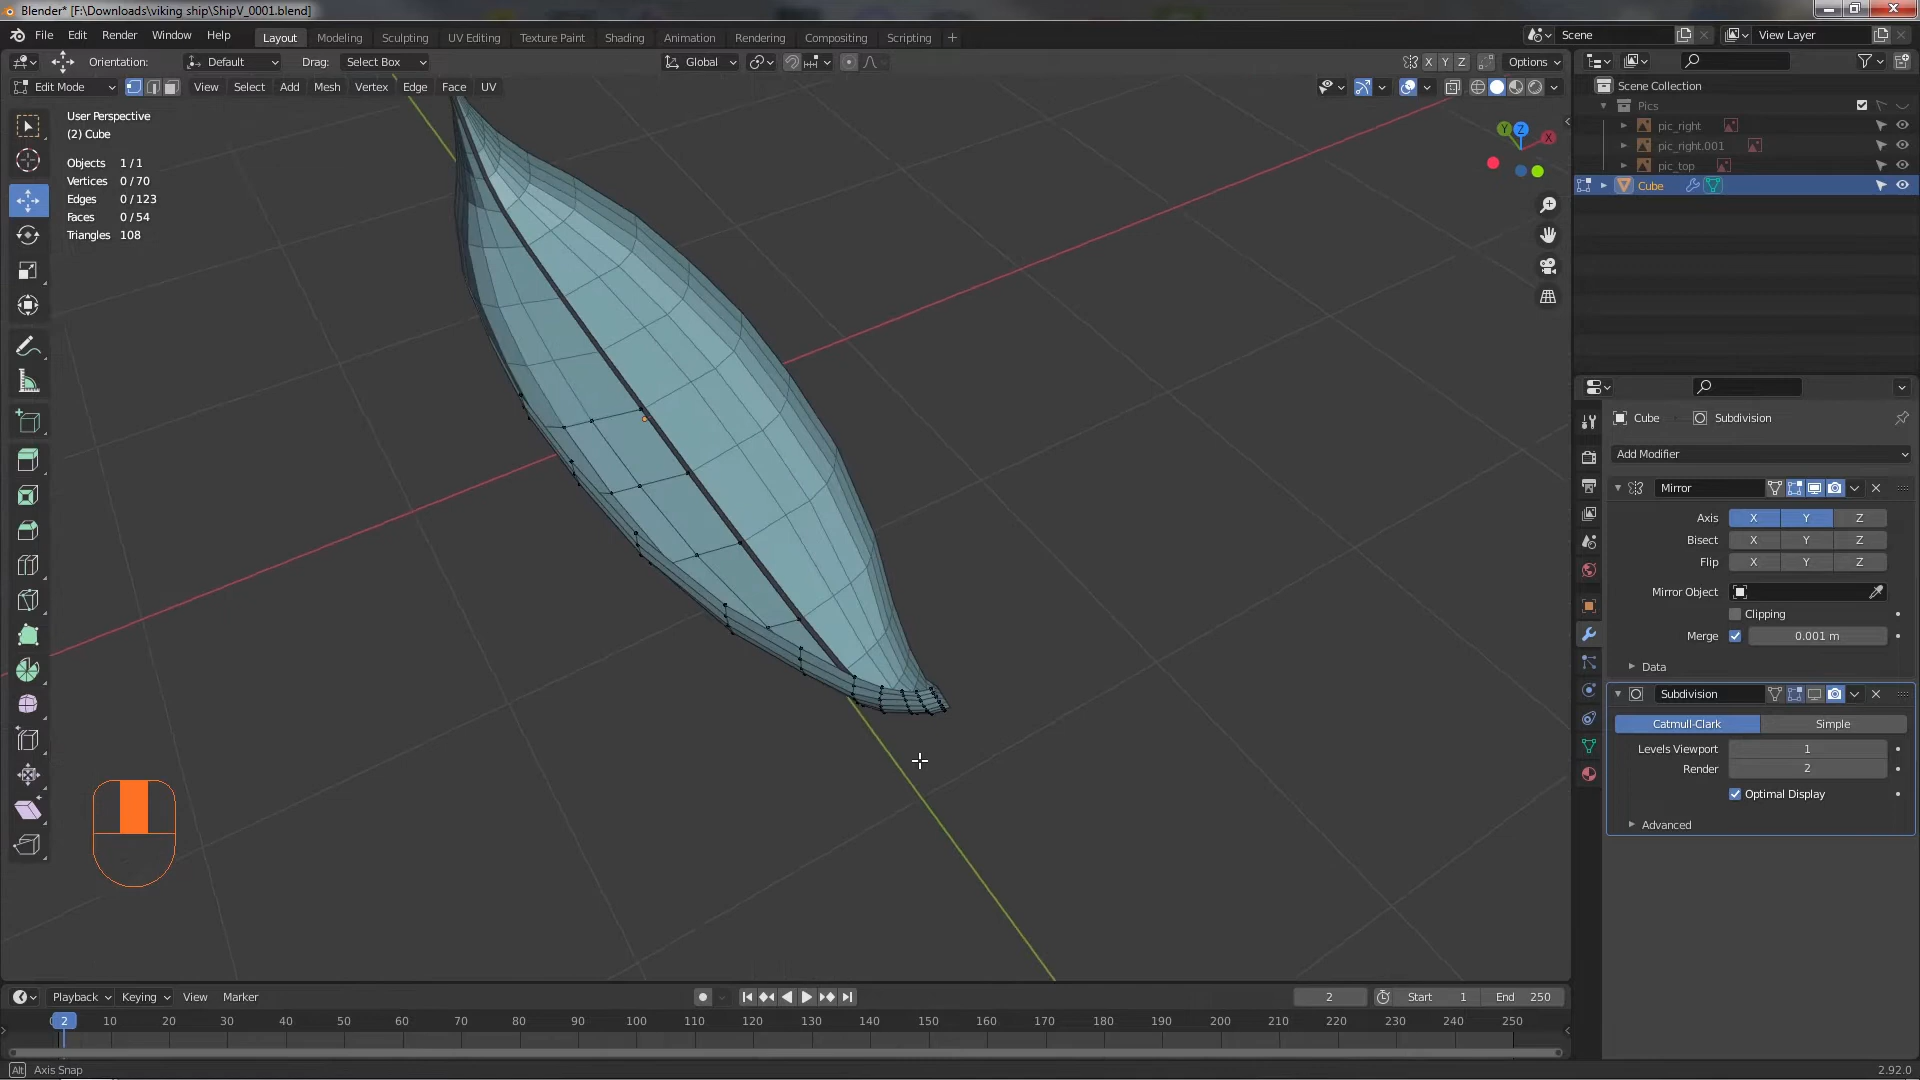 Blender* [F:\Downloads\viking ship\ShipV_0001.blend]
File Edit Render Window Help
Layout Modeling Sculpting UV Editing Texture Paint Shading Animation Rendering Compositing Scripting +
Scene
View Layer
Orientation: Default Drag: Select Box
Global
X Y Z
Options
Edit Mode
View Select Add Mesh Vertex Edge Face UV
User Perspective
(2) Cube
Objects 1/1
Vertices 0/70
Edges 0/123
Faces 0/54
Triangles 108
Y Z X
Scene Collection
Pics
pic_right
pic_right.001
pic_top
Cube
Cube Subdivision
Add Modifier
Mirror
Axis X Y Z
Bisect X Y Z
Flip X Y Z
Mirror Object
Clipping
Merge 0.001 m
Data
Subdivision
Catmull-Clark Simple
Levels Viewport 1
Render 2
Optimal Display
Advanced
Playback Keying View Marker
2
Start 1
End 250
2 10 20 30 40 50 60 70 80 90 100 110 120 130 140 150 160 170 180 190 200 210 220 230 240 250
Alt Axis Snap
2.92.0